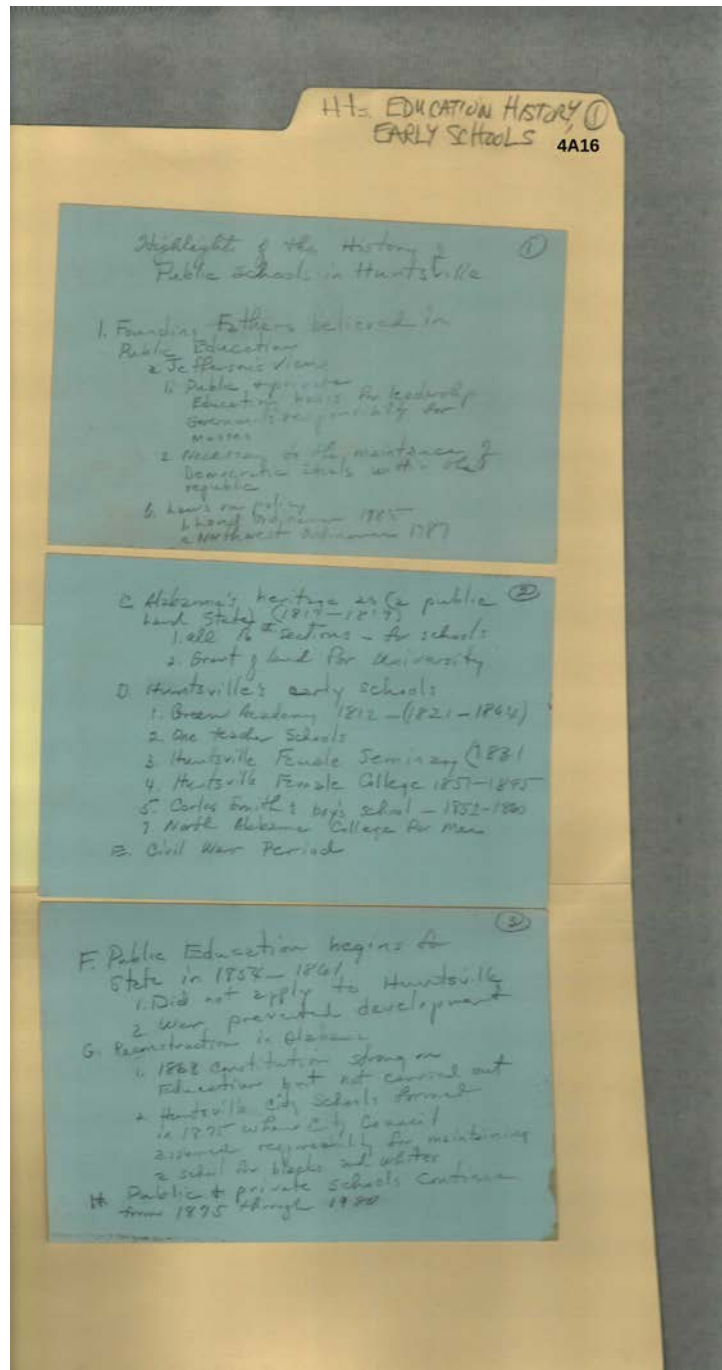 HI= EDUCATION HISTORY, ①
EARLY SCHOOLS
4A16
Highlight of the History of ①
Public Schools in Huntsville
1. Founding Fathers believed in
Public Education
a Jefferson's View
1. Public + private
Education basis for leadership
Government responsibility for
masses
2 Necessary to the maintenance of
Democratic ideals within the
republic
b. Laws on policy
1. Land Ordinance 1785
2 Northwest Ordinance 1787
C Alabama's heritage as (a public ②
land State) (1817-1819)
1. all 16th Sections - for schools
2. Grant of land for University
D. Huntsville's early schools
1. Green Academy 1812 - (1821-1864)
2. One teacher Schools
3 Huntsville Female Seminary (1831
4. Huntsville Female College 1851-1895
5. Carlos Smith's boy's school - 1852-1860
7. North Alabama College for Men
E. Civil War Period
③
F. Public Education begins for
State in 1854-1861
1. Did not apply to Huntsville
2 War prevented development
G. Reconstruction in Alabama
1. 1868 Constitution strong on
Education but not carried out
2 Huntsville City Schools formed
in 1875 when City Council
assumed responsibility for maintaining
a school for blacks and whites
H. Public + private schools continue
from 1875 through 1980